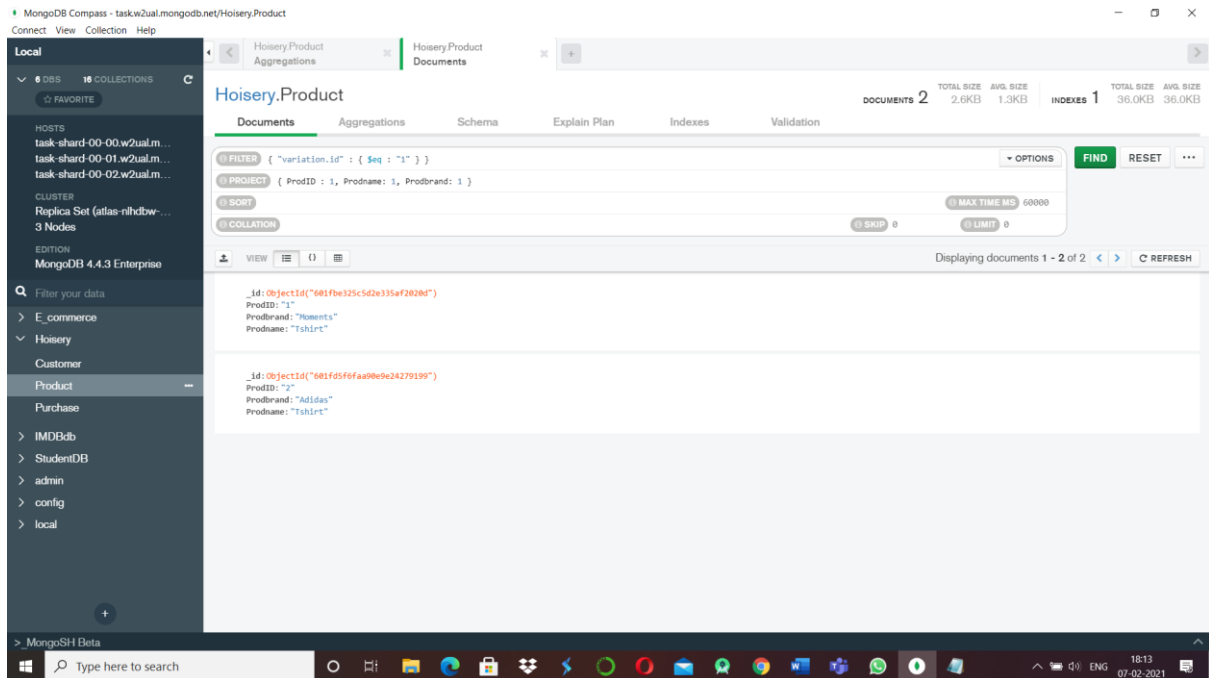 MongoDB Compass - task.w2ual.mongodb.net/Hoisery.Product
Connect View Collection Help
Local
6 DBS 16 COLLECTIONS
FAVORITE
HOSTS
task-shard-00-00.w2ual.m...
task-shard-00-01.w2ual.m...
task-shard-00-02.w2ual.m...
CLUSTER
Replica Set (atlas-nlhdbw-...
3 Nodes
EDITION
MongoDB 4.4.3 Enterprise
Filter your data
E_commerce
Hoisery
Customer
Product
Purchase
IMDBdb
StudentDB
admin
config
local
Hoisery.Product
Aggregations
Hoisery.Product
Documents
Hoisery.Product
DOCUMENTS 2 TOTAL SIZE 2.6KB AVG. SIZE 1.3KB INDEXES 1 TOTAL SIZE 36.0KB AVG. SIZE 36.0KB
Documents Aggregations Schema Explain Plan Indexes Validation
FILTER { "variation.id" : { $eq : "1" } } OPTIONS FIND RESET
PROJECT { ProdID : 1, Prodname: 1, Prodbrand: 1 }
SORT MAX TIME MS 60000
COLLATION SKIP 0 LIMIT 0
VIEW {} Displaying documents 1 - 2 of 2 REFRESH
_id:ObjectId("601fbe325c5d2e335af2020d")
ProdID:"1"
Prodbrand:"Moments"
Prodname:"Tshirt"
_id:ObjectId("601fd5f6faa90e9e24279199")
ProdID:"2"
Prodbrand:"Adidas"
Prodname:"Tshirt"
>_MongoSH Beta
Type here to search
ENG
18:13
07-02-2021